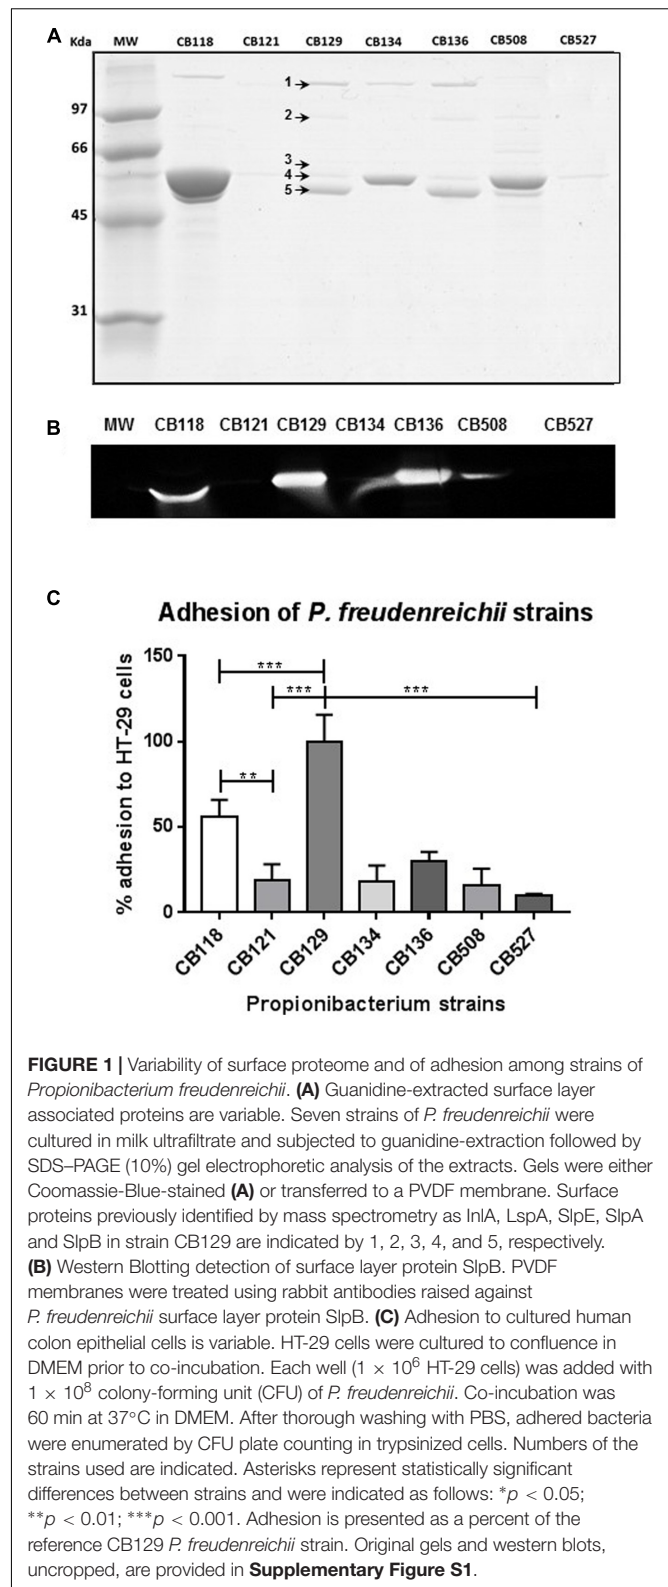 A Kda MW CB118 CB121 CB129 CB134 CB136 CB508 CB527
1
97
2
66
3
4
5
45
31
B MW CB118 CB121 CB129 CB134 CB136 CB508 CB527
C
Adhesion of P. freudenreichii strains
% adhesion to HT-29 cells
150
100
50
0
***
*** ***
**
CB118 CB121 CB129 CB134 CB136 CB508 CB527
Propionibacterium strains
FIGURE 1 | Variability of surface proteome and of adhesion among strains of
Propionibacterium freudenreichii. (A) Guanidine-extracted surface layer
associated proteins are variable. Seven strains of P. freudenreichii were
cultured in milk ultrafiltrate and subjected to guanidine-extraction followed by
SDS–PAGE (10%) gel electrophoretic analysis of the extracts. Gels were either
Coomassie-Blue-stained (A) or transferred to a PVDF membrane. Surface
proteins previously identified by mass spectrometry as InlA, LspA, SlpE, SlpA
and SlpB in strain CB129 are indicated by 1, 2, 3, 4, and 5, respectively.
(B) Western Blotting detection of surface layer protein SlpB. PVDF
membranes were treated using rabbit antibodies raised against
P. freudenreichii surface layer protein SlpB. (C) Adhesion to cultured human
colon epithelial cells is variable. HT-29 cells were cultured to confluence in
DMEM prior to co-incubation. Each well (1 × 10⁶ HT-29 cells) was added with
1 × 10⁸ colony-forming unit (CFU) of P. freudenreichii. Co-incubation was
60 min at 37°C in DMEM. After thorough washing with PBS, adhered bacteria
were enumerated by CFU plate counting in trypsinized cells. Numbers of the
strains used are indicated. Asterisks represent statistically significant
differences between strains and were indicated as follows: *p < 0.05;
**p < 0.01; ***p < 0.001. Adhesion is presented as a percent of the
reference CB129 P. freudenreichii strain. Original gels and western blots,
uncropped, are provided in Supplementary Figure S1.